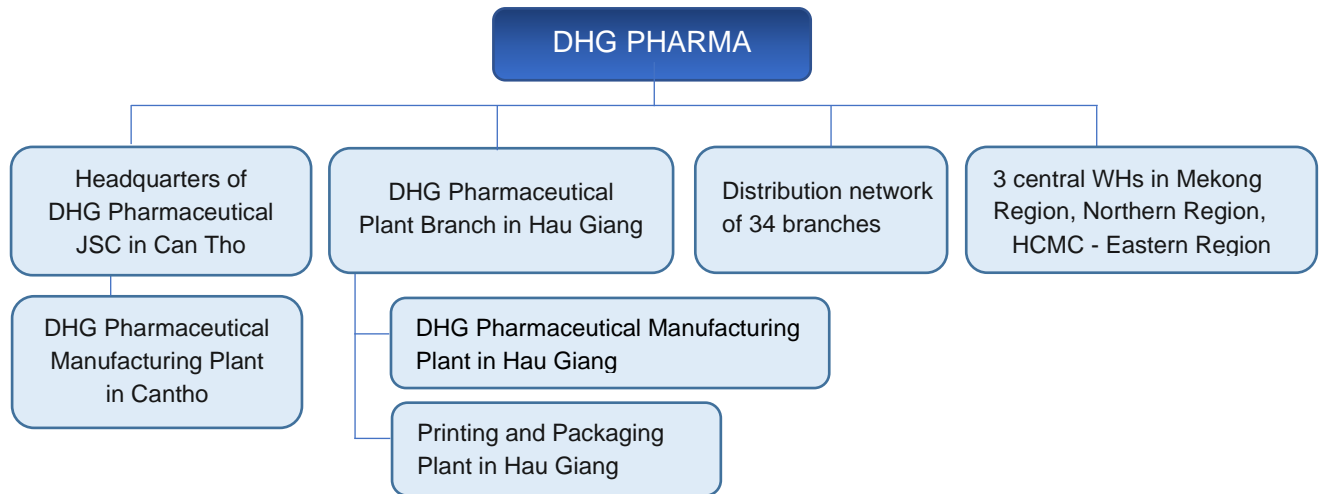 DHG PHARMA
Headquarters of
DHG Pharmaceutical
JSC in Can Tho
DHG Pharmaceutical
Plant Branch in Hau Giang
Distribution network
of 34 branches
3 central WHs in Mekong
Region, Northern Region,
HCMC - Eastern Region
DHG Pharmaceutical
Manufacturing Plant
in Cantho
DHG Pharmaceutical Manufacturing
Plant in Hau Giang
Printing and Packaging
Plant in Hau Giang